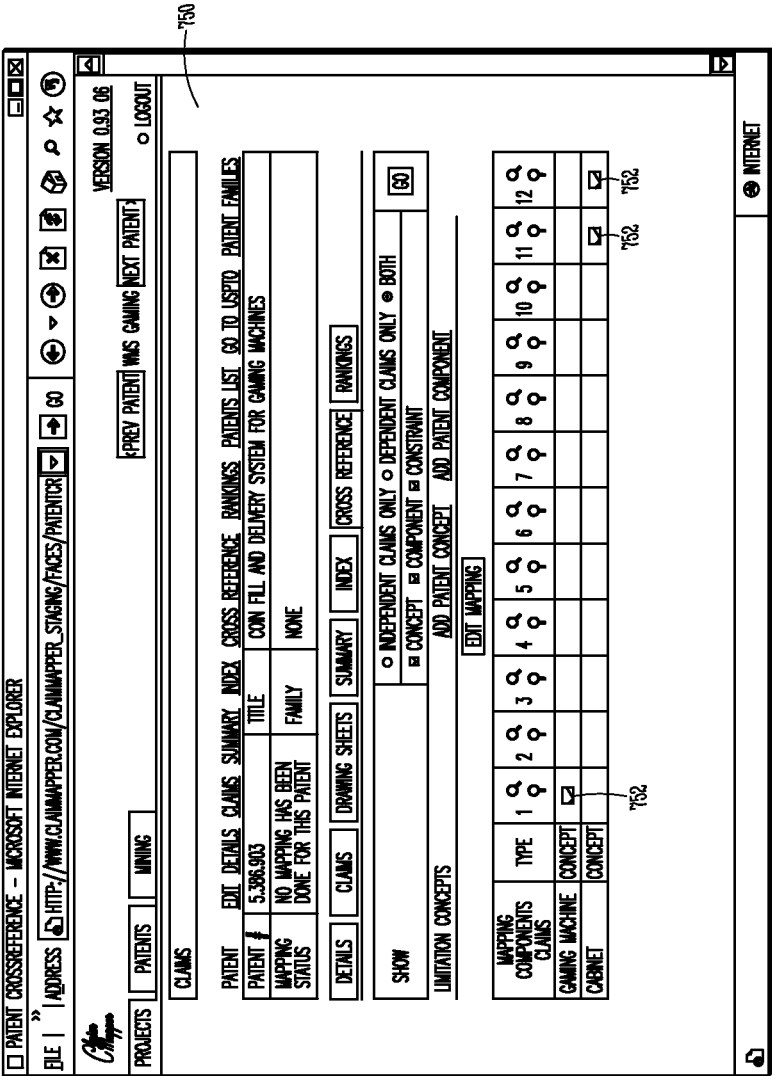 PATENT CROSSREFERENCE – MICROSOFT INTERNET EXPLORER
FILE » ADDRESS HTTP://WWW.CLAIMMAPPER.COM/CLAIMMAPPER_STAGING/FACES/PATENTCR GO
Claim Mapper
VERSION 0.93 06
<PREV PATENT WMS GAMING NEXT PATENT> LOGOUT
PROJECTS PATENTS MINING
750
CLAIMS
PATENT EDIT DETAILS CLAIMS SUMMARY INDEX CROSS REFERENCE RANKINGS PATENTS LIST GO TO USPTO PATENT FAMILIES
PATENT # 5.386.903 TITLE COIN FILL AND DELIVERY SYSTEM FOR GAMING MACHINES
MAPPING STATUS NO MAPPING HAS BEEN DONE FOR THIS PATENT FAMILY NONE
DETAILS CLAIMS DRAWING SHEETS SUMMARY INDEX CROSS REFERENCE RANKINGS
SHOW INDEPENDENT CLAIMS ONLY DEPENDENT CLAIMS ONLY BOTH GO
CONCEPT COMPONENT CONSTRAINT
LIMITATION CONCEPTS ADD PATENT CONCEPT ADD PATENT COMPONENT
EDIT MAPPING
MAPPING COMPONENTS CLAIMS TYPE 1 2 3 4 5 6 7 8 9 10 11 12
GAMING MACHINE CONCEPT
CABINET CONCEPT
752 752 752
INTERNET